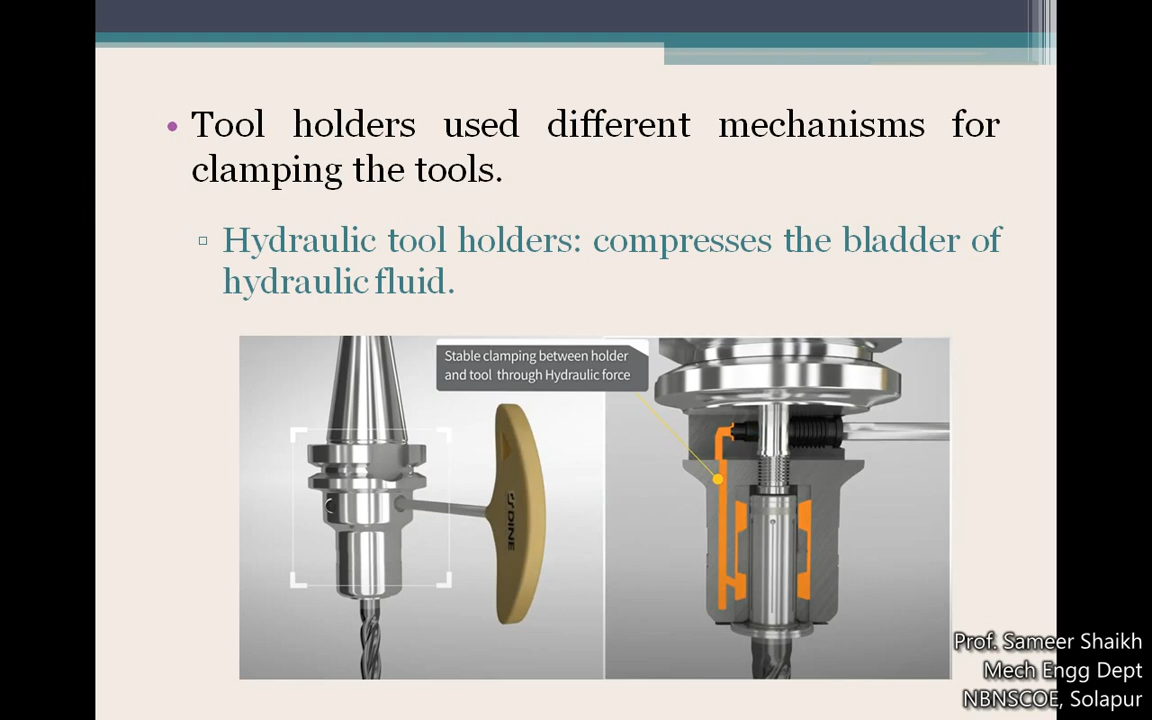 Tool holders used different mechanisms for
clamping the tools.
Hydraulic tool holders: compresses the bladder of
hydraulic fluid.
Stable clamping between holder
and tool through Hydraulic force
Prof. Sameer Shaikh
Mech Engg Dept
NBNSCOE, Solapur